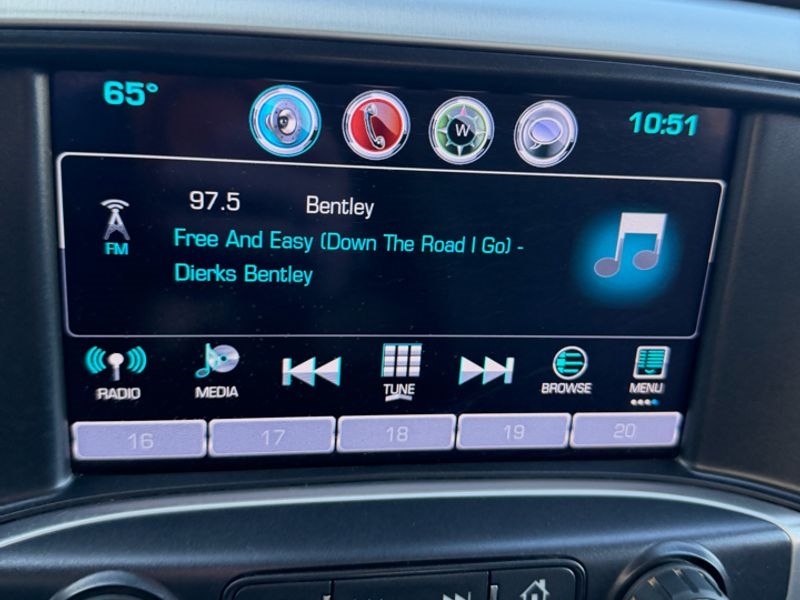 65°
W
10:51
97.5 Bentley
FM
Free And Easy (Down The Road I Go) -
Dierks Bentley
RADIO
MEDIA
TUNE
BROWSE
MENU
16
17
18
19
20